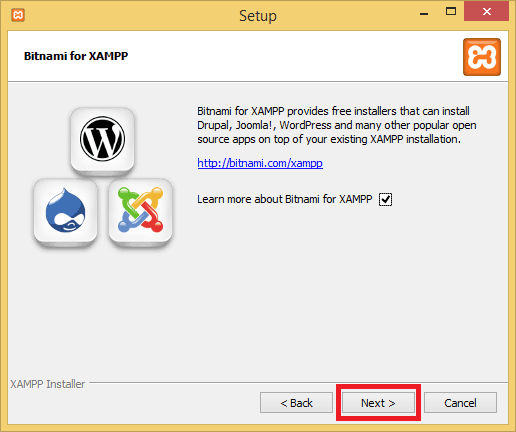 Setup
Bitnami for XAMPP
Bitnami for XAMPP provides free installers that can install
Drupal, Joomla!, WordPress and many other popular open
source apps on top of your existing XAMPP installation.
http://bitnami.com/xampp
Learn more about Bitnami for XAMPP
XAMPP Installer
< Back
Next >
Cancel